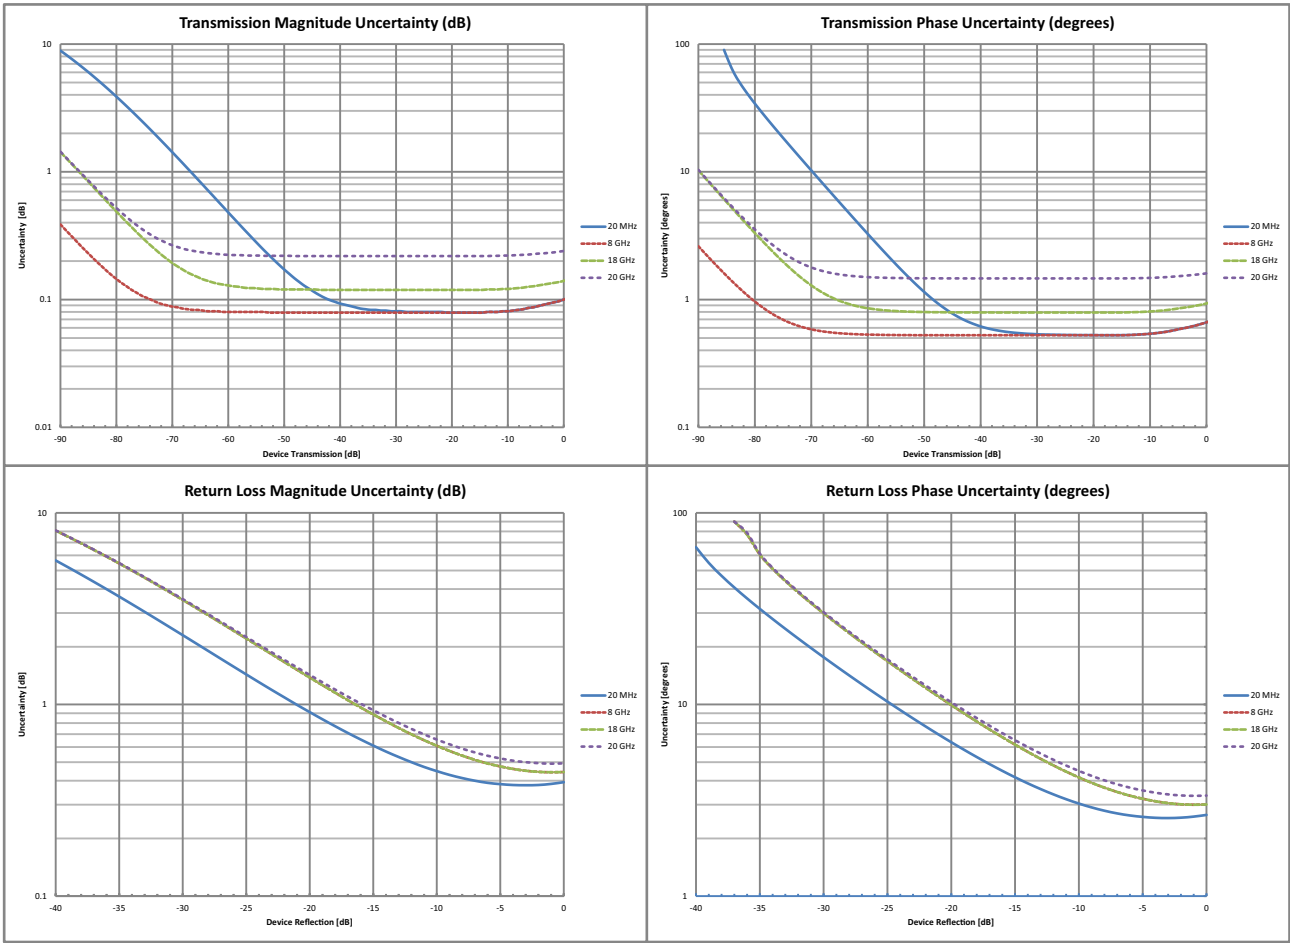 Transmission Magnitude Uncertainty (dB)
10
1
0.1
0.01
Uncertainty [dB]
-90 -80 -70 -60 -50 -40 -30 -20 -10 0
Device Transmission [dB]
20 MHz
8 GHz
18 GHz
20 GHz
Transmission Phase Uncertainty (degrees)
100
10
1
0.1
Uncertainty [degrees]
-90 -80 -70 -60 -50 -40 -30 -20 -10 0
Device Transmission [dB]
20 MHz
8 GHz
18 GHz
20 GHz
Return Loss Magnitude Uncertainty (dB)
10
1
0.1
Uncertainty [dB]
-40 -35 -30 -25 -20 -15 -10 -5 0
Device Reflection [dB]
20 MHz
8 GHz
18 GHz
20 GHz
Return Loss Phase Uncertainty (degrees)
100
10
1
Uncertainty [degrees]
-40 -35 -30 -25 -20 -15 -10 -5 0
Device Reflection [dB]
20 MHz
8 GHz
18 GHz
20 GHz